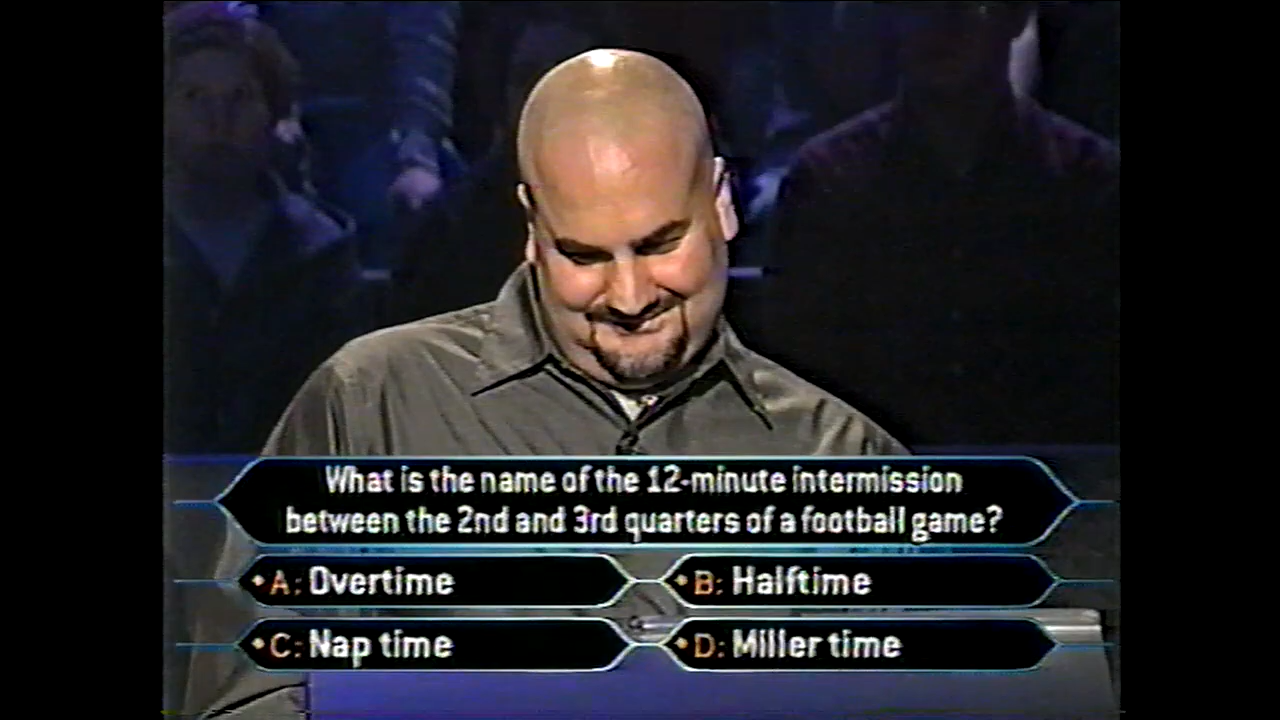 What is the name of the 12-minute intermission
between the 2nd and 3rd quarters of a football game?
A: Overtime
B: Halftime
C: Nap time
D: Miller time